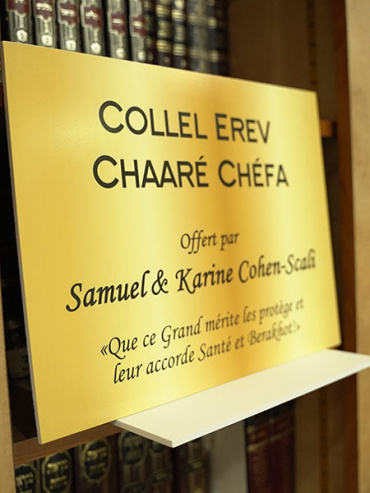 COLLEL EREV
CHAARÉ CHÉFA
Offert par
Samuel & Karine Cohen-Scali
«Que ce Grand mérite les protège et
leur accorde Santé et Berakhot!»